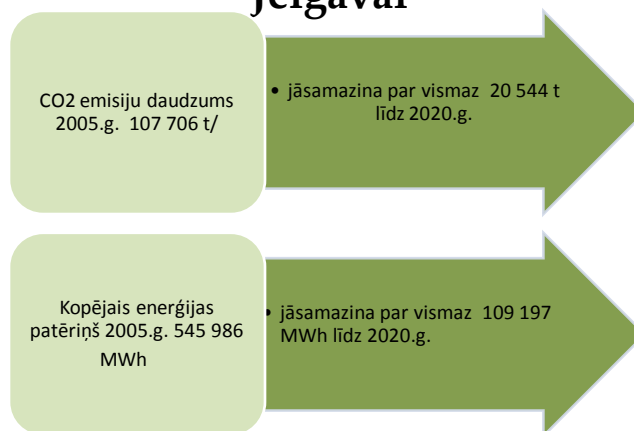 Jelgavai
CO2 emisiju daudzums
2005.g. 107 706 t/
• jāsamazina par vismaz 20 544 t
līdz 2020.g.
Kopējais enerģijas
patēriņš 2005.g. 545 986
MWh
• jāsamazina par vismaz 109 197
MWh līdz 2020.g.